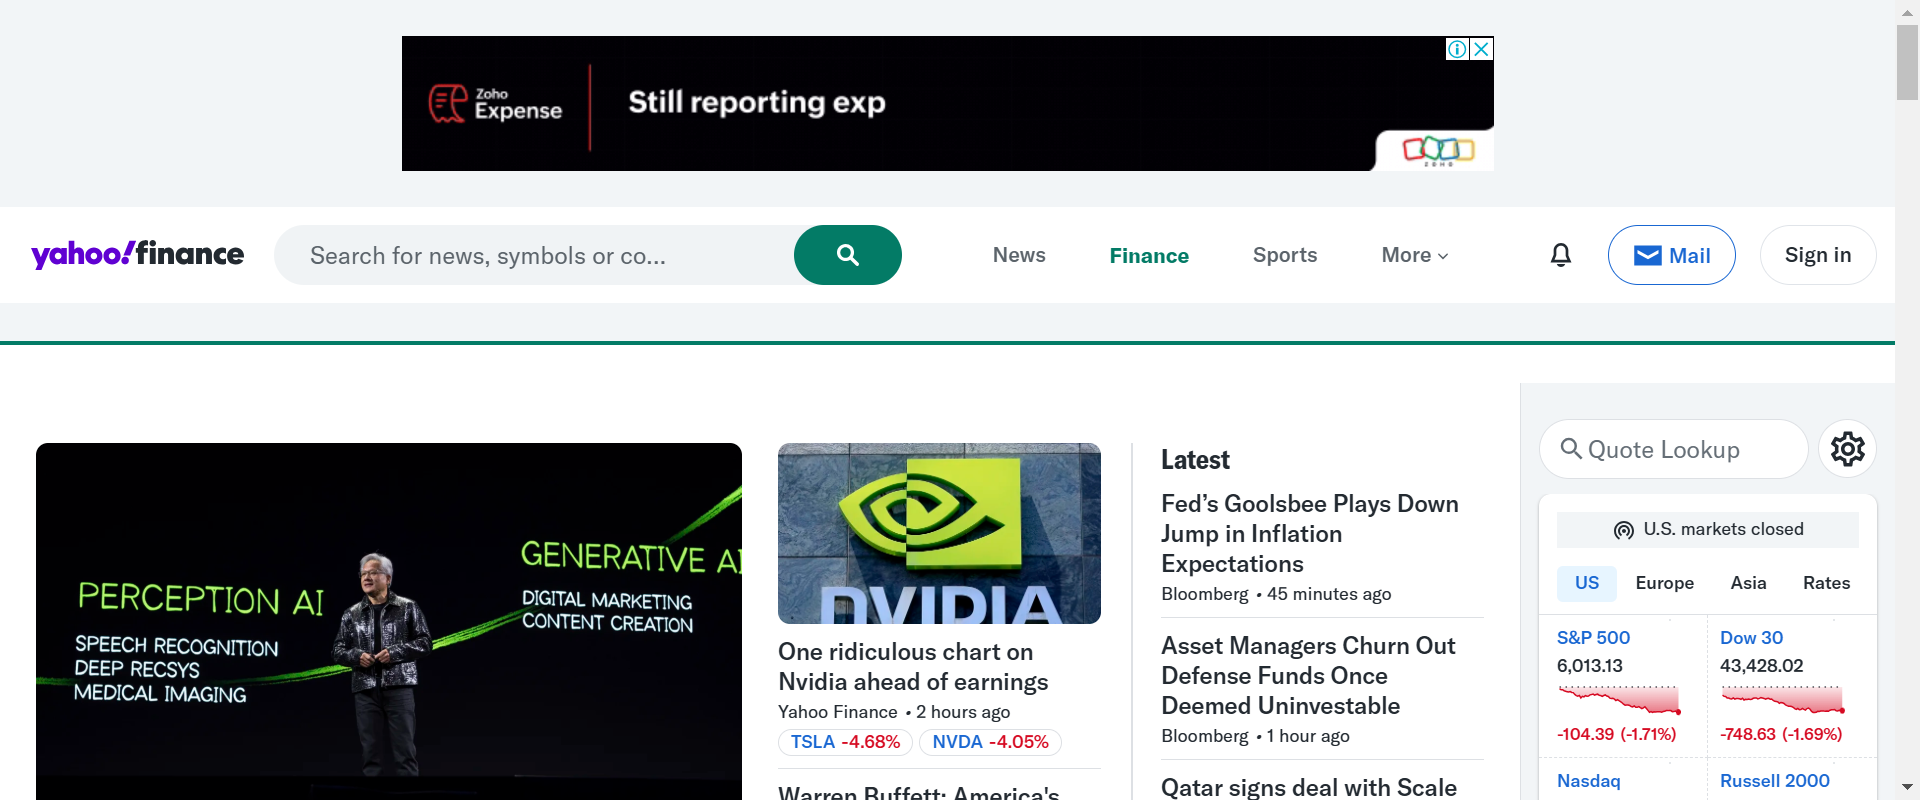 Zoho
Expense
Still reporting exp
ZOHO
yahoo!finance
Search for news, symbols or co...
News
Finance
Sports
More
Mail
Sign in
PERCEPTION AI
SPEECH RECOGNITION
DEEP RECSYS
MEDICAL IMAGING
GENERATIVE AI
DIGITAL MARKETING
CONTENT CREATION
NVIDIA
One ridiculous chart on
Nvidia ahead of earnings
Yahoo Finance • 2 hours ago
TSLA -4.68%
NVDA -4.05%
Warren Buffett: America's
Latest
Fed’s Goolsbee Plays Down
Jump in Inflation
Expectations
Bloomberg • 45 minutes ago
Asset Managers Churn Out
Defense Funds Once
Deemed Uninvestable
Bloomberg • 1 hour ago
Qatar signs deal with Scale
Quote Lookup
U.S. markets closed
US
Europe
Asia
Rates
S&P 500
6,013.13
-104.39 (-1.71%)
Dow 30
43,428.02
-748.63 (-1.69%)
Nasdaq
Russell 2000